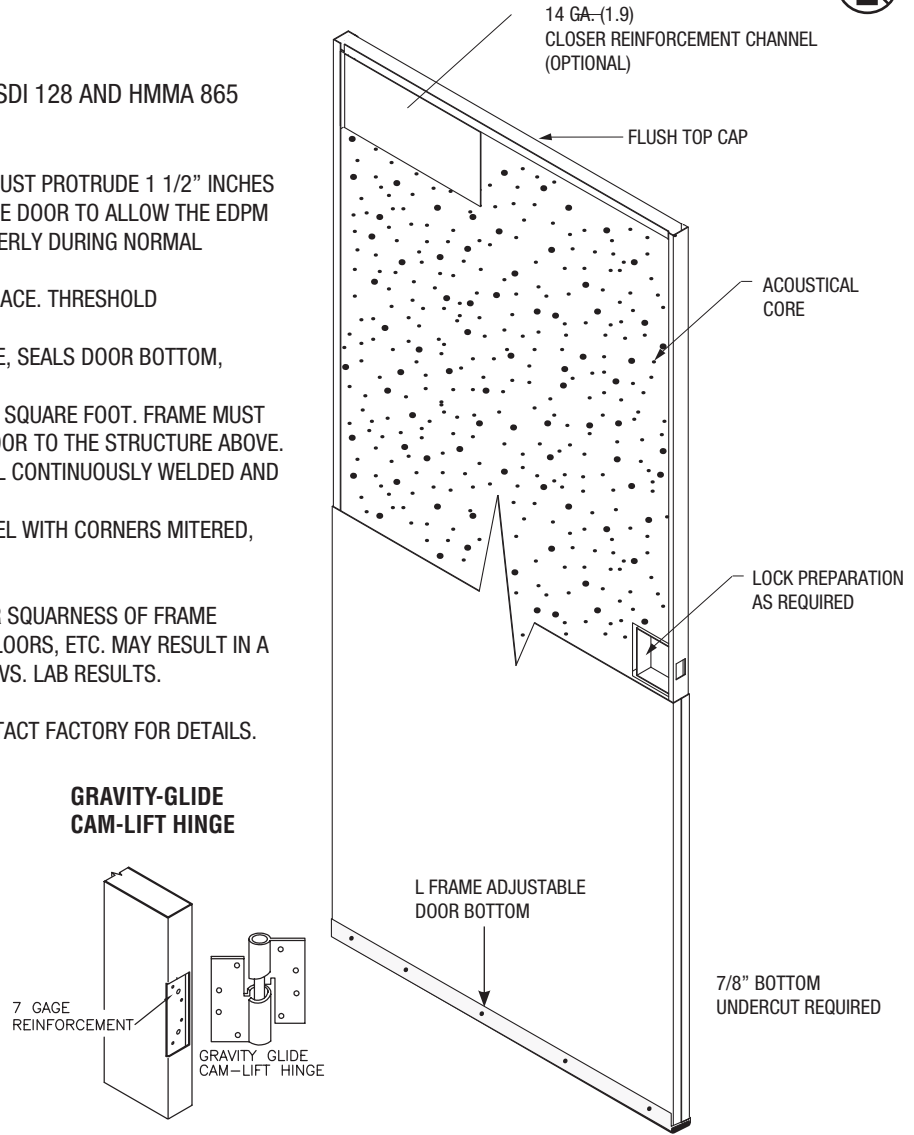 14 GA. (1.9)
CLOSER REINFORCEMENT CHANNEL
(OPTIONAL)
SDI 128 AND HMMA 865
FLUSH TOP CAP
UST PROTRUDE 1 1/2” INCHES
E DOOR TO ALLOW THE EDPM
ERLY DURING NORMAL
ACE. THRESHOLD
E, SEALS DOOR BOTTOM,
SQUARE FOOT. FRAME MUST
OOR TO THE STRUCTURE ABOVE.
L CONTINUOUSLY WELDED AND
EL WITH CORNERS MITERED,
R SQUARNESS OF FRAME
LOORS, ETC. MAY RESULT IN A
VS. LAB RESULTS.
TACT FACTORY FOR DETAILS.
ACOUSTICAL
CORE
LOCK PREPARATION
AS REQUIRED
GRAVITY-GLIDE
CAM-LIFT HINGE
L FRAME ADJUSTABLE
DOOR BOTTOM
7/8” BOTTOM
UNDERCUT REQUIRED
7 GAGE
REINFORCEMENT
GRAVITY GLIDE
CAM-LIFT HINGE